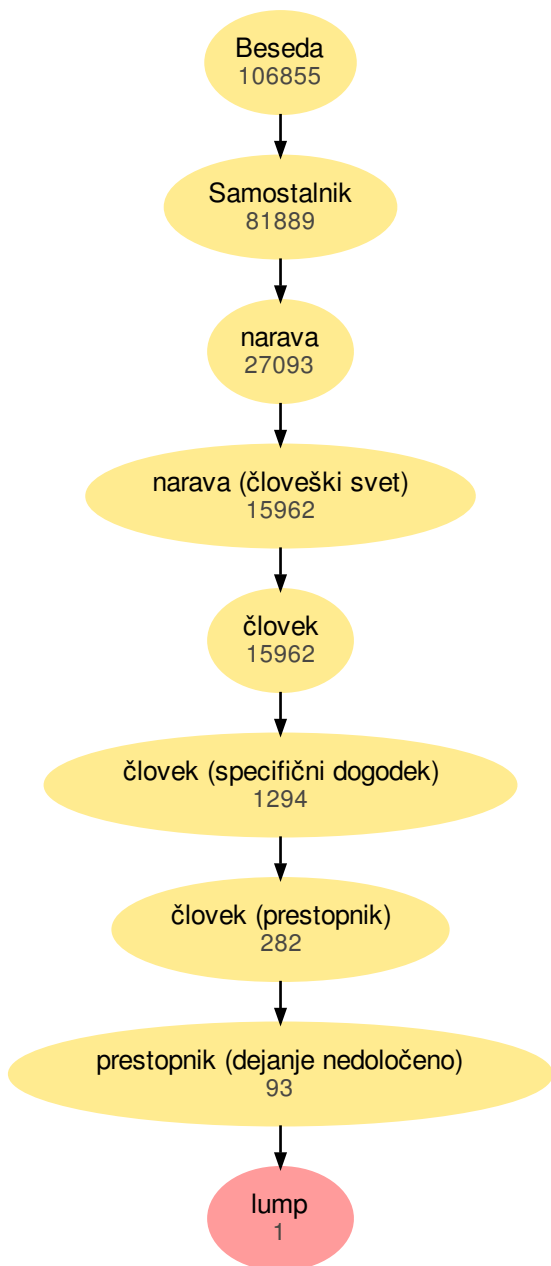 Beseda
106855
Samostalnik
81889
narava
27093
narava (človeški svet)
15962
človek
15962
človek (specifični dogodek)
1294
človek (prestopnik)
282
prestopnik (dejanje nedoločeno)
93
lump
1